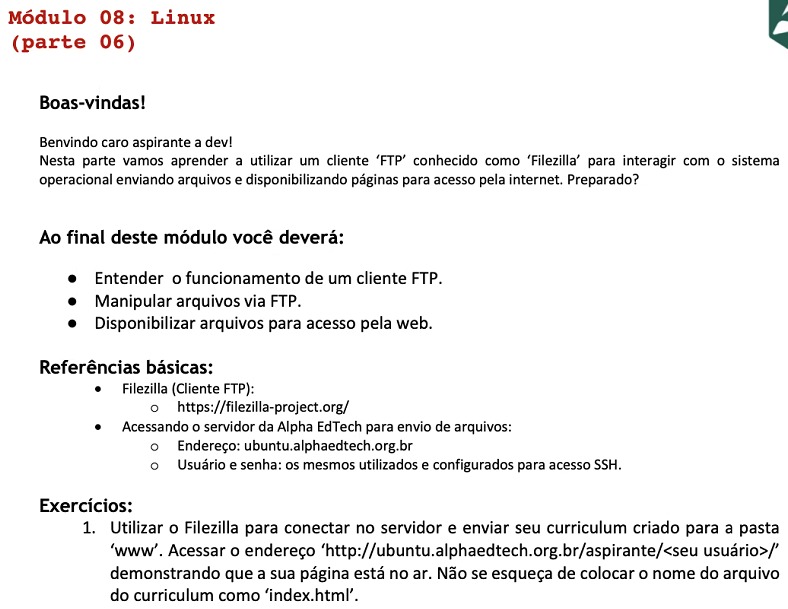 Módulo 08: Linux
(parte 06)
Boas-vindas!
Benvindo caro aspirante a dev!
Nesta parte vamos aprender a utilizar um cliente ‘FTP’ conhecido como ‘Filezilla’ para interagir com o sistema
operacional enviando arquivos e disponibilizando páginas para acesso pela internet. Preparado?
Ao final deste módulo você deverá:
● Entender o funcionamento de um cliente FTP.
● Manipular arquivos via FTP.
● Disponibilizar arquivos para acesso pela web.
Referências básicas:
• Filezilla (Cliente FTP):
o https://filezilla-project.org/
• Acessando o servidor da Alpha EdTech para envio de arquivos:
o Endereço: ubuntu.alphaedtech.org.br
o Usuário e senha: os mesmos utilizados e configurados para acesso SSH.
Exercícios:
1. Utilizar o Filezilla para conectar no servidor e enviar seu curriculum criado para a pasta
‘www’. Acessar o endereço ‘http://ubuntu.alphaedtech.org.br/aspirante/<seu usuário>/’
demonstrando que a sua página está no ar. Não se esqueça de colocar o nome do arquivo
do curriculum como ‘index.html’.